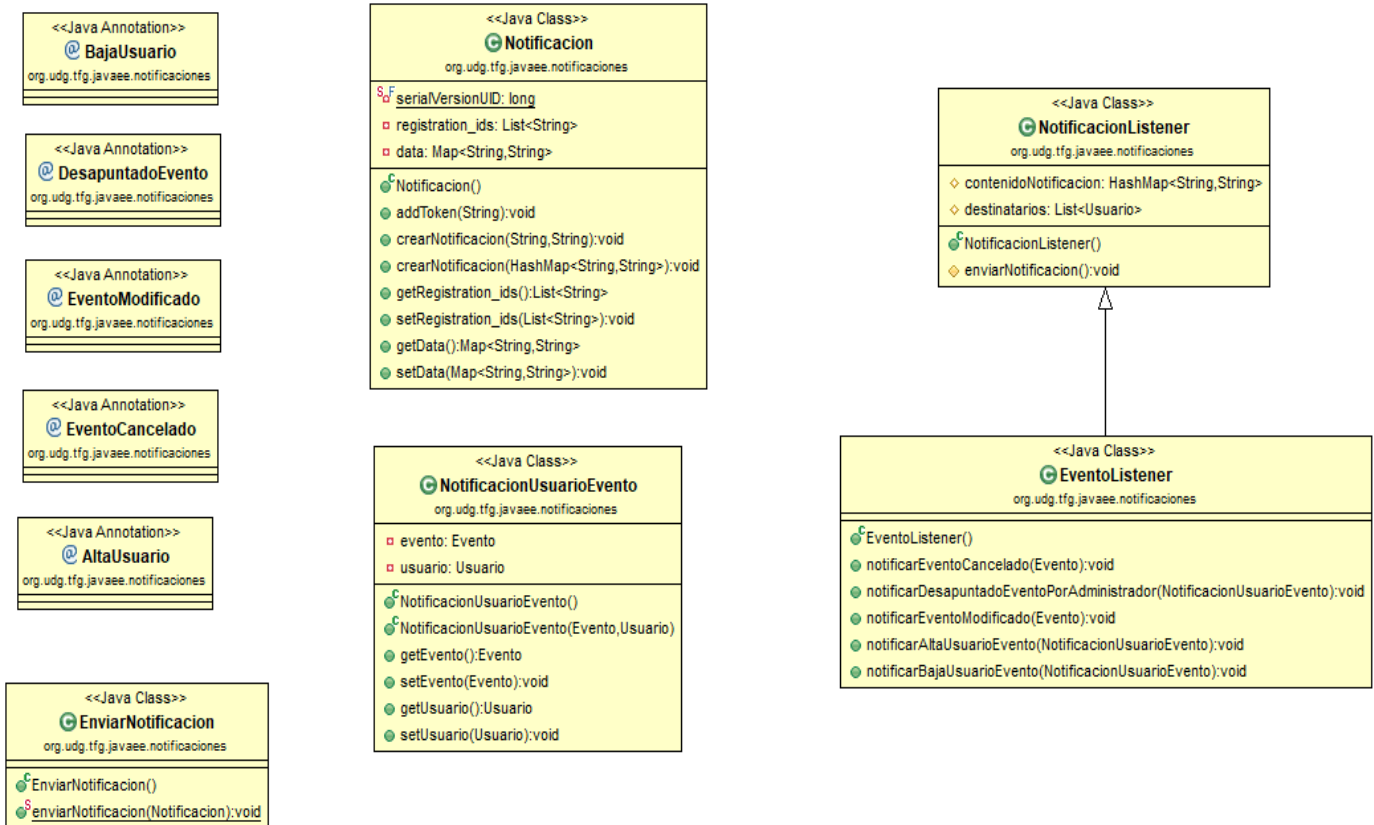 <<Java Annotation>>
@ BajaUsuario
org.udg.tfg.javaee.notificaciones
<<Java Annotation>>
@ DesapuntadoEvento
org.udg.tfg.javaee.notificaciones
<<Java Annotation>>
@ EventoModificado
org.udg.tfg.javaee.notificaciones
<<Java Annotation>>
@ EventoCancelado
org.udg.tfg.javaee.notificaciones
<<Java Annotation>>
@ AltaUsuario
org.udg.tfg.javaee.notificaciones
<<Java Class>>
C EnviarNotificacion
org.udg.tfg.javaee.notificaciones
C EnviarNotificacion()
S enviarNotificacion(Notificacion):void
<<Java Class>>
C Notificacion
org.udg.tfg.javaee.notificaciones
S F serialVersionUID: long
registration_ids: List<String>
data: Map<String,String>
C Notificacion()
addToken(String):void
crearNotificacion(String,String):void
crearNotificacion(HashMap<String,String>):void
getRegistration_ids():List<String>
setRegistration_ids(List<String>):void
getData():Map<String,String>
setData(Map<String,String>):void
<<Java Class>>
C NotificacionUsuarioEvento
org.udg.tfg.javaee.notificaciones
evento: Evento
usuario: Usuario
C NotificacionUsuarioEvento()
C NotificacionUsuarioEvento(Evento,Usuario)
getEvento():Evento
setEvento(Evento):void
getUsuario():Usuario
setUsuario(Usuario):void
<<Java Class>>
C NotificacionListener
org.udg.tfg.javaee.notificaciones
contenidoNotificacion: HashMap<String,String>
destinatarios: List<Usuario>
C NotificacionListener()
enviarNotificacion():void
<<Java Class>>
C EventoListener
org.udg.tfg.javaee.notificaciones
C EventoListener()
notificarEventoCancelado(Evento):void
notificarDesapuntadoEventoPorAdministrador(NotificacionUsuarioEvento):void
notificarEventoModificado(Evento):void
notificarAltaUsuarioEvento(NotificacionUsuarioEvento):void
notificarBajaUsuarioEvento(NotificacionUsuarioEvento):void